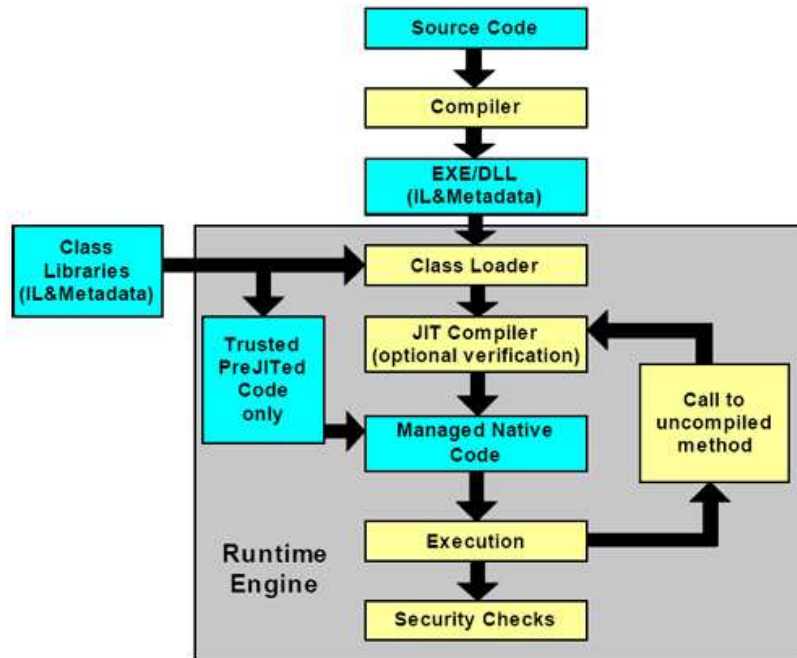 Source Code
Compiler
EXE/DLL
(IL&Metadata)
Class
Libraries
(IL&Metadata)
Class Loader
Trusted
PreJITed
Code
only
JIT Compiler
(optional verification)
Call to
uncompiled
method
Managed Native
Code
Execution
Runtime
Engine
Security Checks